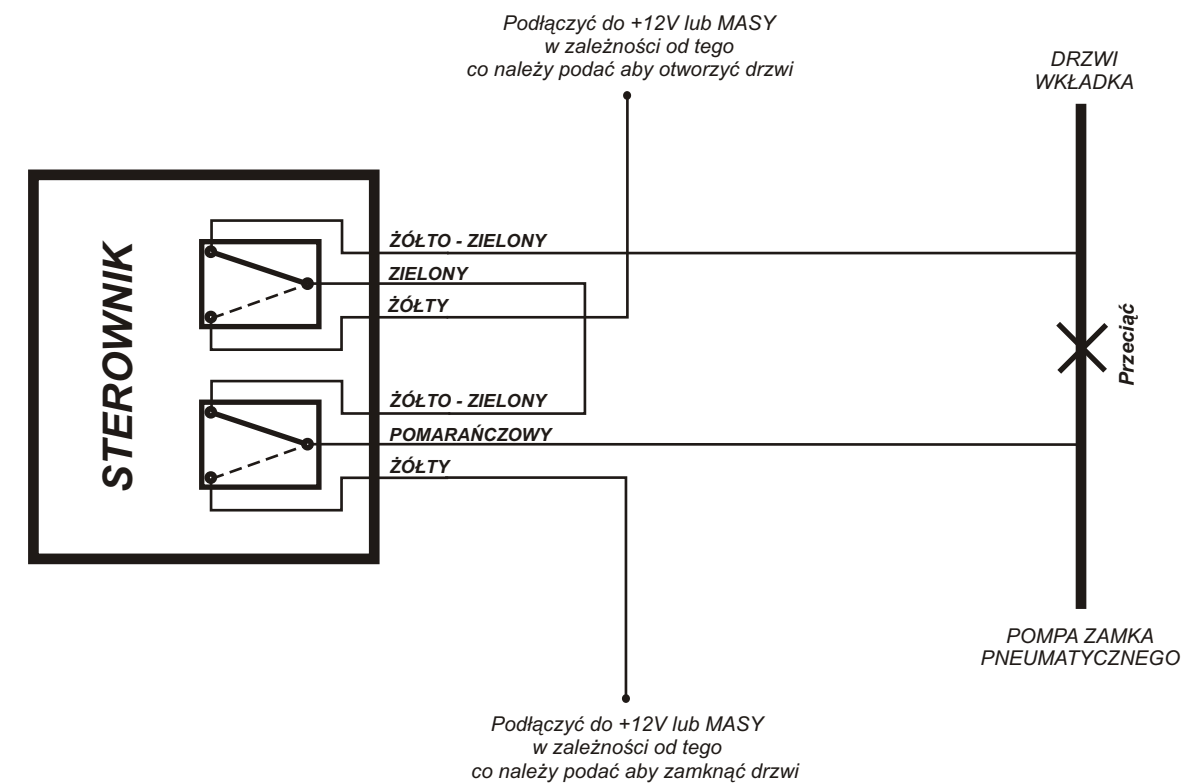 Podłączyć do +12V lub MASY
w zależności od tego
co należy podać aby otworzyć drzwi
DRZWI
WKŁADKA
STEROWNIK
ŻÓŁTO - ZIELONY
ZIELONY
ŻÓŁTY
ŻÓŁTO - ZIELONY
POMARAŃCZOWY
ŻÓŁTY
Przeciąć
POMPA ZAMKA
PNEUMATYCZNEGO
Podłączyć do +12V lub MASY
w zależności od tego
co należy podać aby zamknąć drzwi